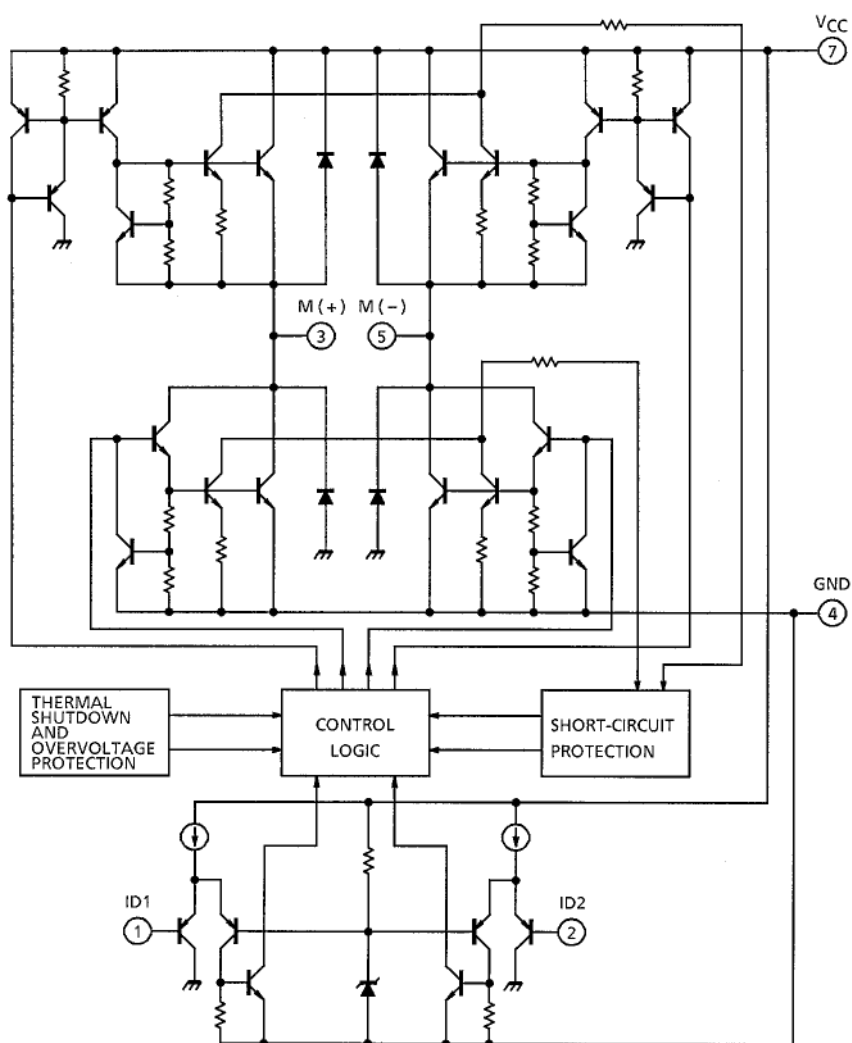 VCC
7
M(+) M(−)
3 5
GND
4
THERMAL
SHUTDOWN
AND
OVERVOLTAGE
PROTECTION
CONTROL
LOGIC
SHORT-CIRCUIT
PROTECTION
ID1
1
ID2
2